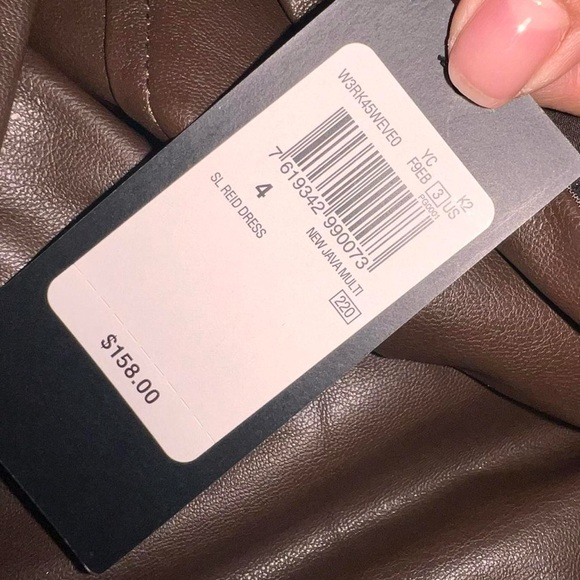 W3RK45WEVE0
YC K2
F9EB 3 US
PG0001
7 619342 990073
4
SL REID DRESS
NEW JAVA MULTI
220
$158.00